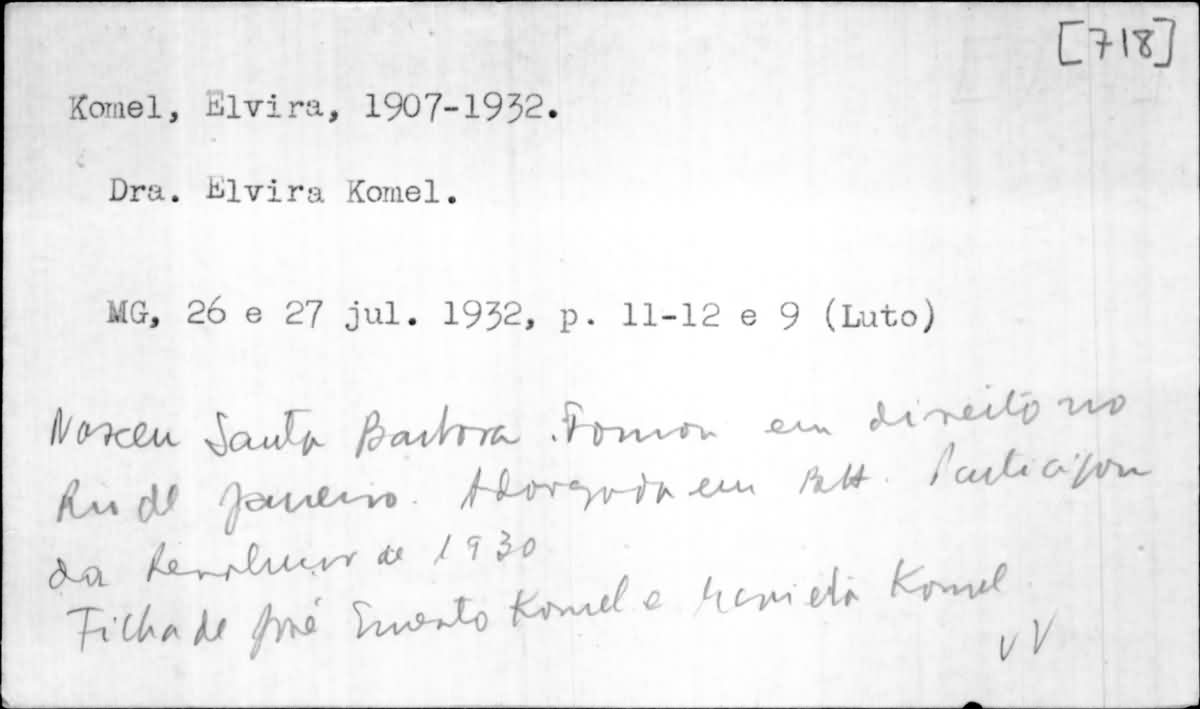 [718]
Komel, Elvira, 1907-1932.
Dra. Elvira Komel.
MG, 26 e 27 jul. 1932, p. 11-12 e 9 (Luto)
Nasceu Santa Barbara. Formou em direito no
Rio de Janeiro. Advogada em BH. Participou
da Revolucao de 1930
Filha de José Ernesto Komel e Marieta Komel
VV